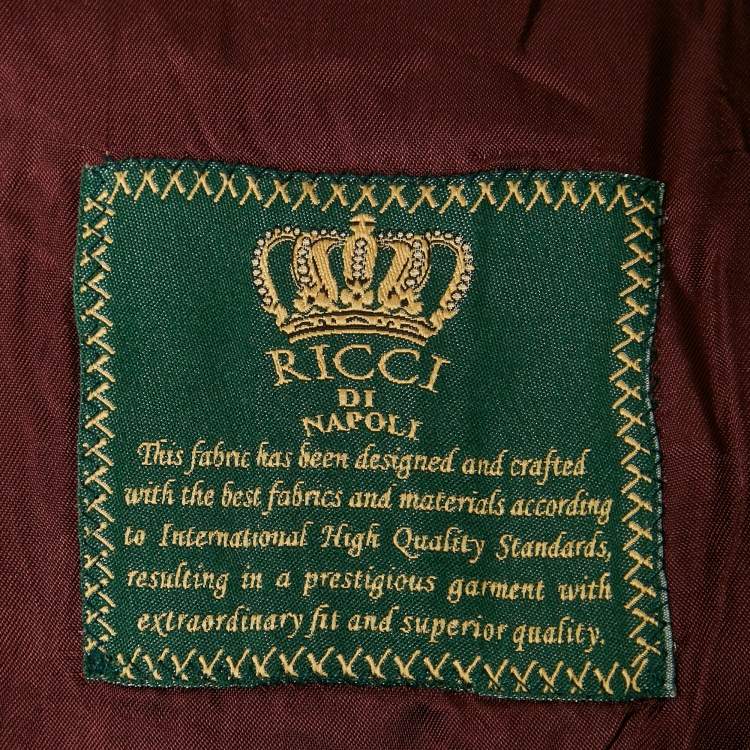 RICCI
DI
NAPOLI
This fabric has been designed and crafted
with the best fabrics and materials according
to International High Quality Standards,
resulting in a prestigious garment with
extraordinary fit and superior quality.